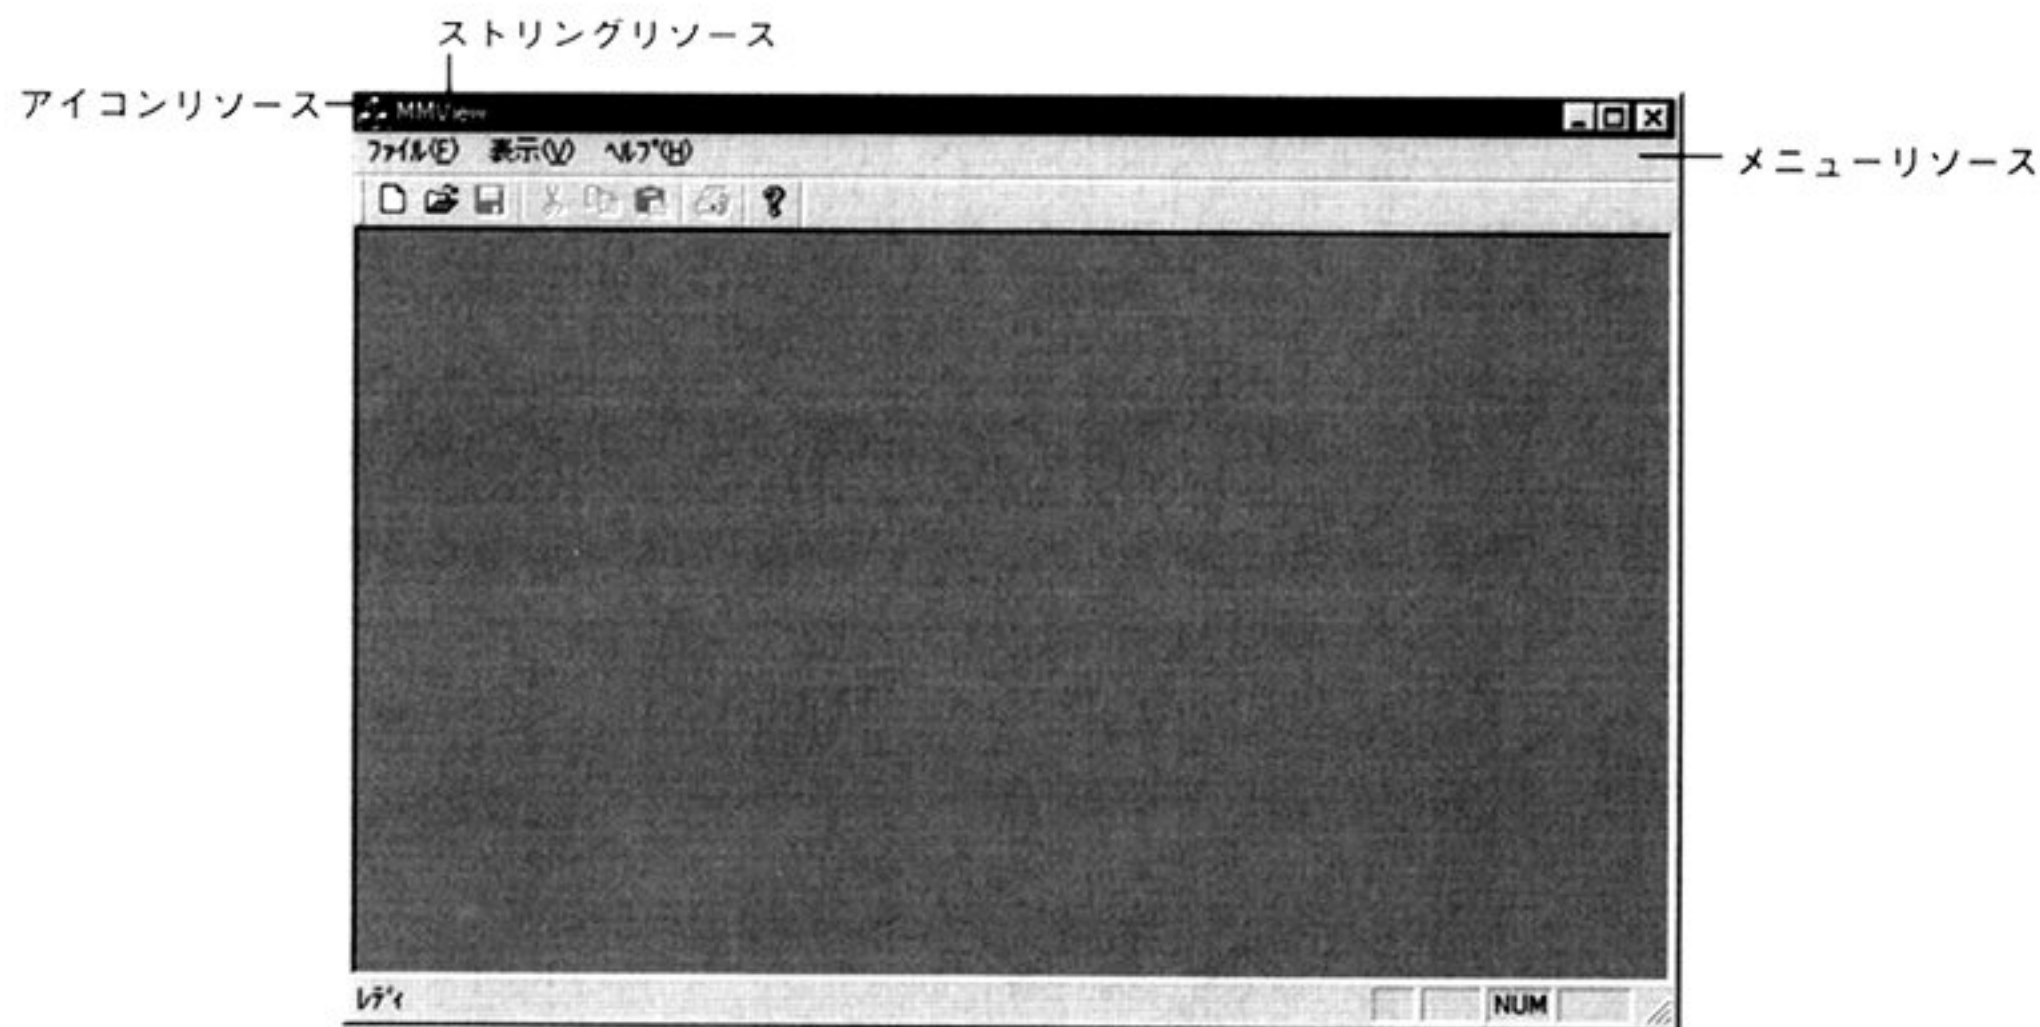 ストリングリソース
アイコンリソース
MMView
ファイル(F) 表示(V) ヘルプ(H)
メニューリソース
レディ
NUM